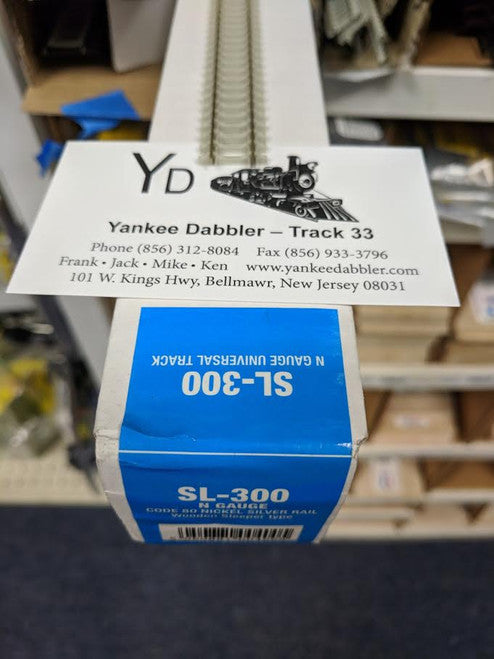 YD
Yankee Dabbler – Track 33
Phone (856) 312-8084 Fax (856) 933-3796
Frank • Jack • Mike • Ken www.yankeedabbler.com
101 W. Kings Hwy, Bellmawr, New Jersey 08031
SL-300
N GAUGE UNIVERSAL TRACK
SL-300
N GAUGE
CODE 80 NICKEL SILVER RAIL
Wooden Sleeper type